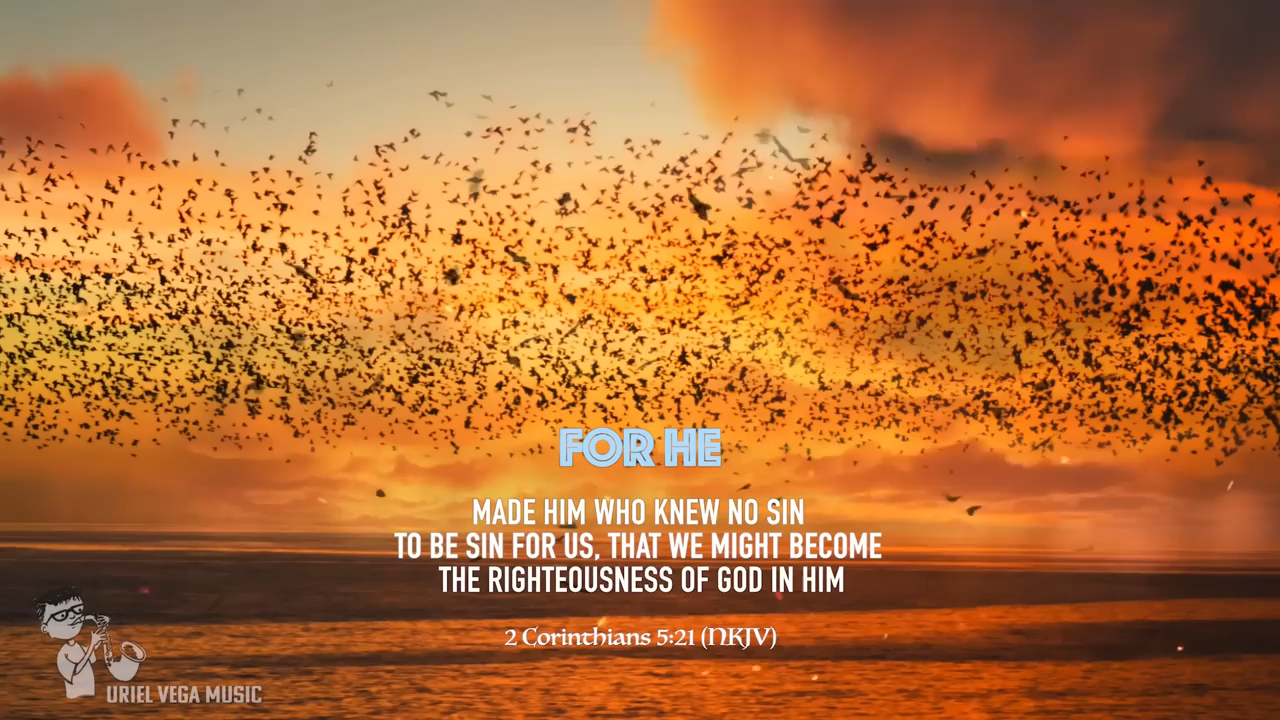 FOR HE
MADE HIM WHO KNEW NO SIN
TO BE SIN FOR US, THAT WE MIGHT BECOME
THE RIGHTEOUSNESS OF GOD IN HIM
2 Corinthians 5:21 (NKJV)
URIEL VEGA MUSIC